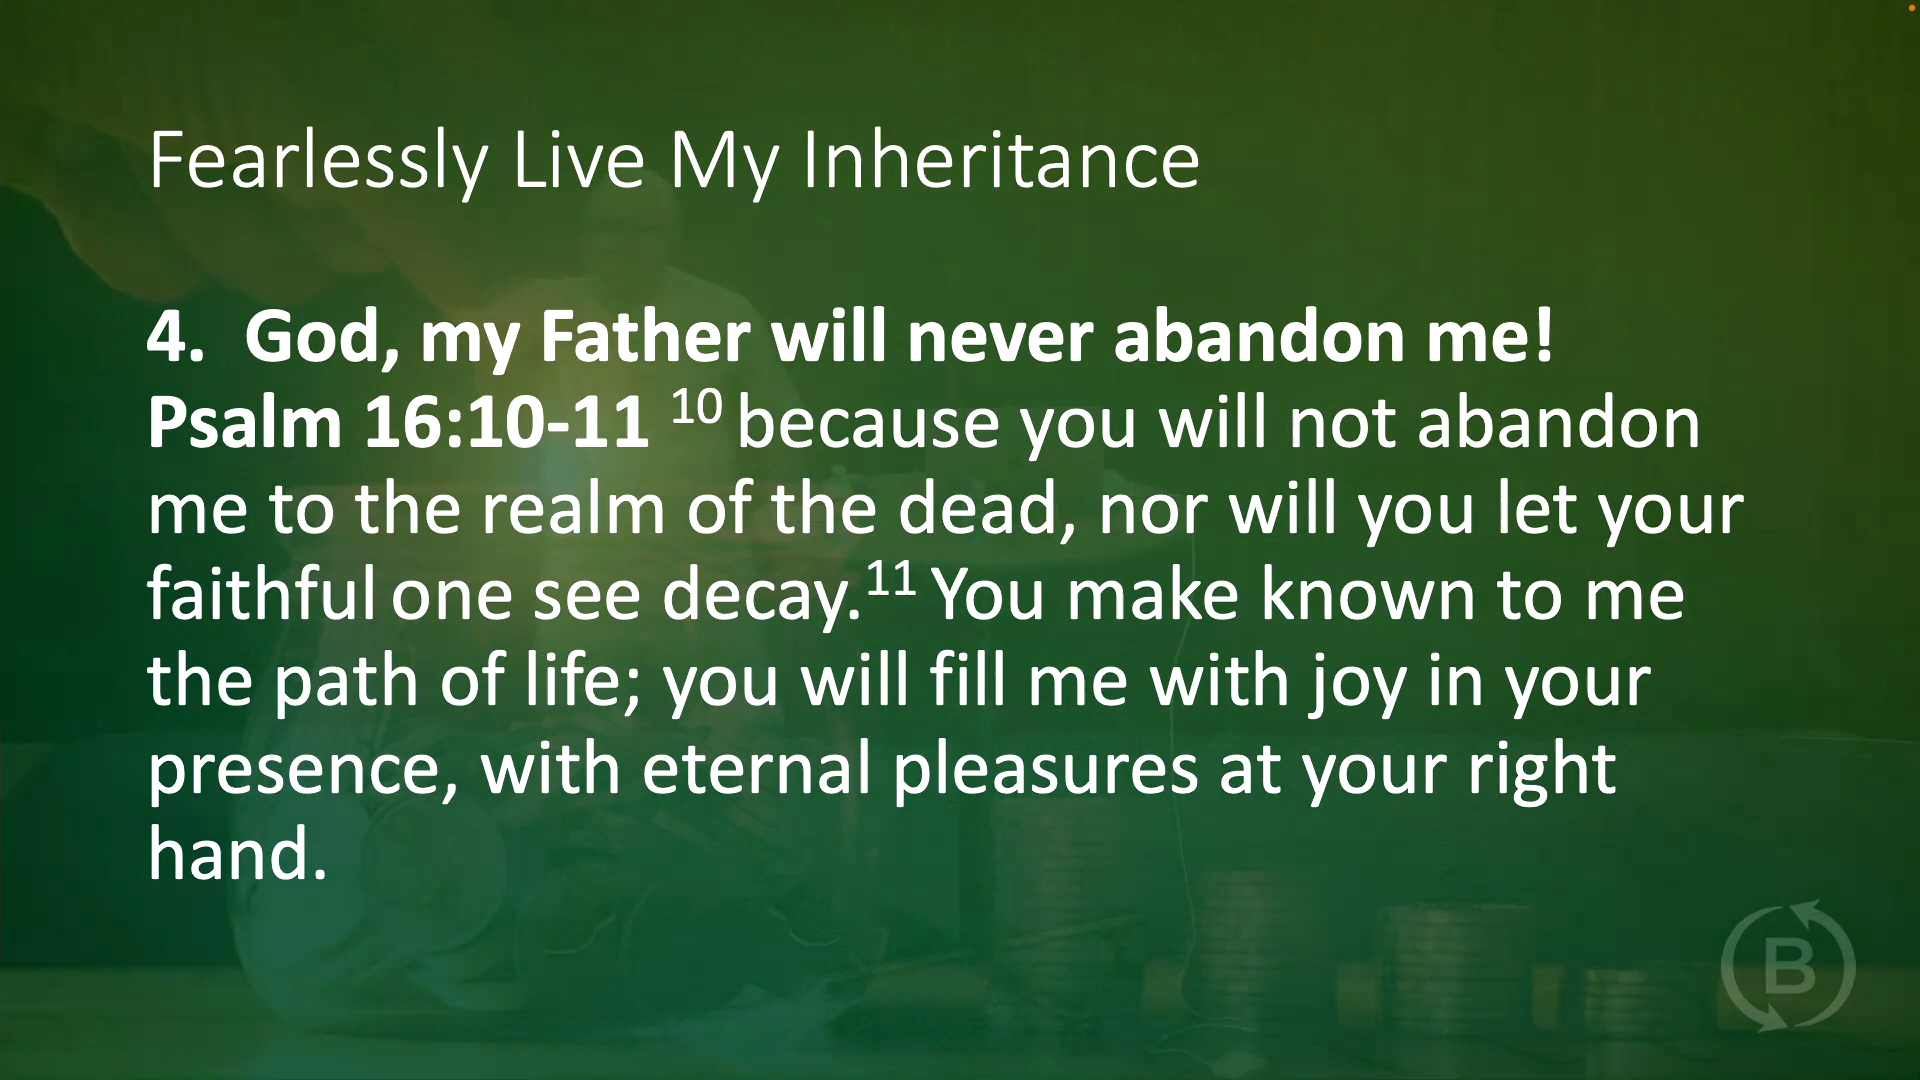 Fearlessly Live My Inheritance
4. God, my Father will never abandon me!
Psalm 16:10-11 10 because you will not abandon
me to the realm of the dead, nor will you let your
faithful one see decay.11 You make known to me
the path of life; you will fill me with joy in your
presence, with eternal pleasures at your right
hand.
B